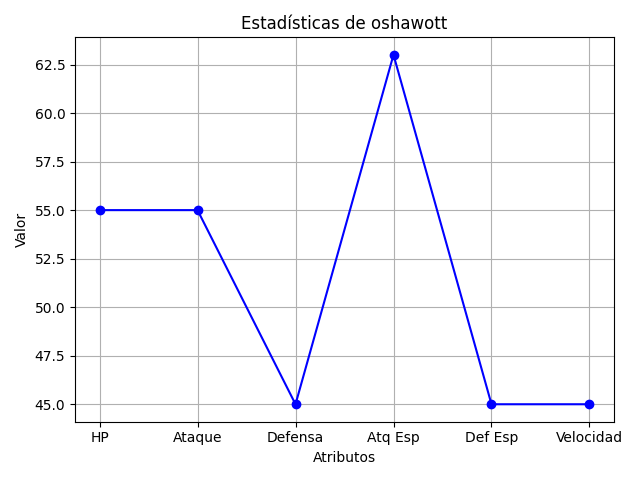 Estadísticas de oshawott
Valor
62.5
60.0
57.5
55.0
52.5
50.0
47.5
45.0
HP Ataque Defensa Atq Esp Def Esp Velocidad
Atributos